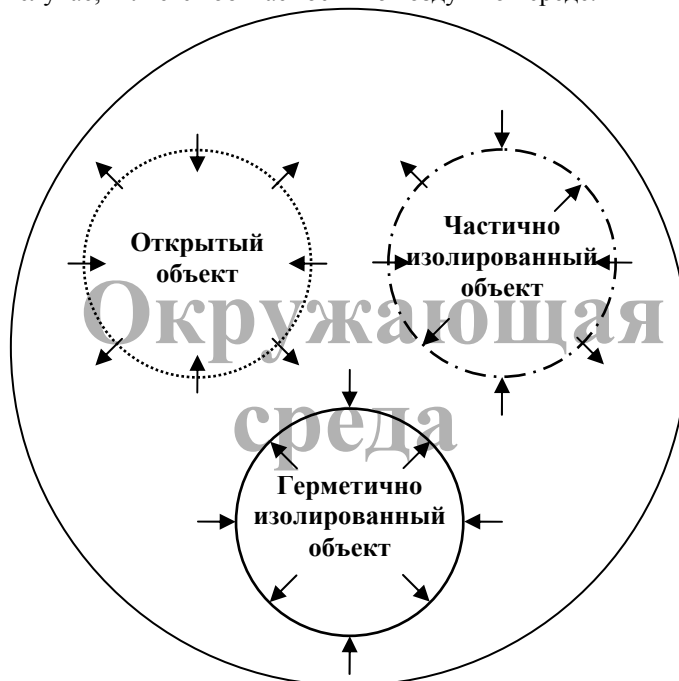 Открытый
объект
Частично
изолированный
объект
Окружающая
среда
Герметично
изолированный
объект